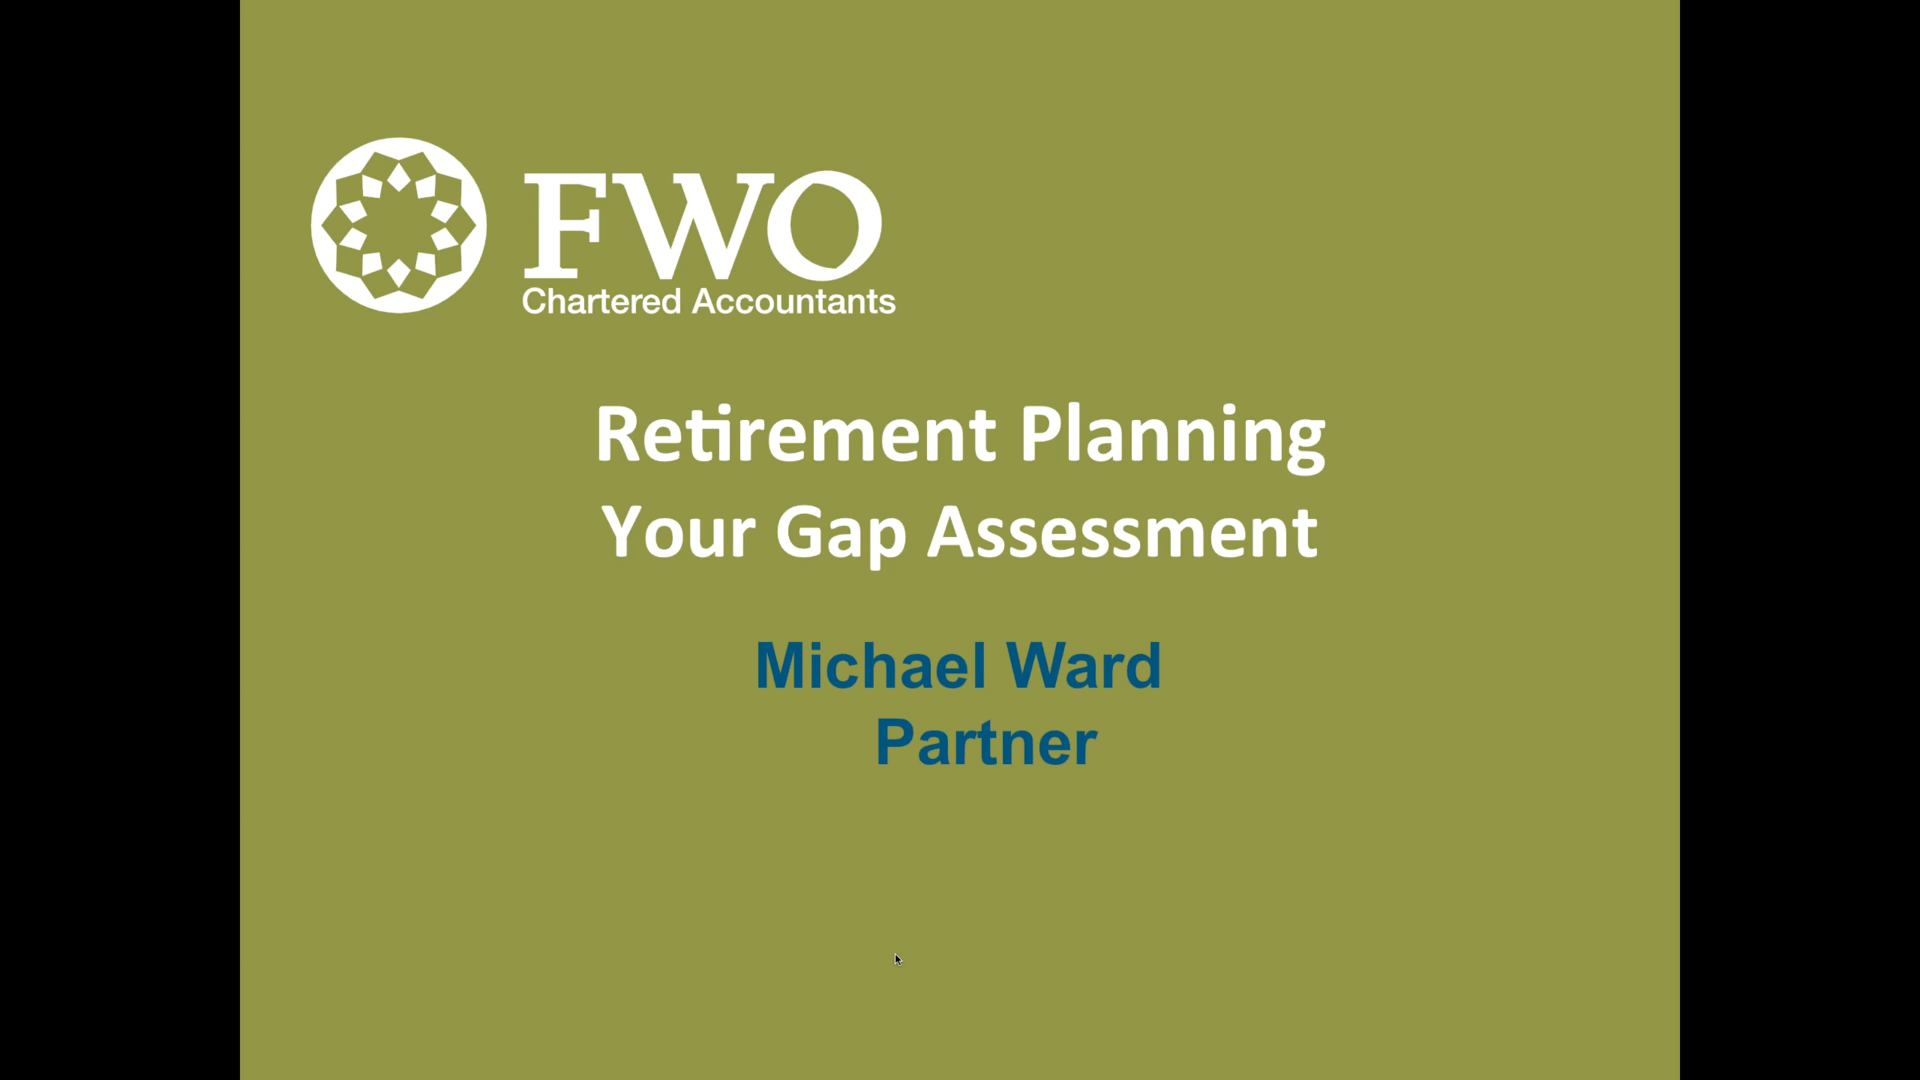 FWO
Chartered Accountants
Retirement Planning
Your Gap Assessment
Michael Ward
Partner